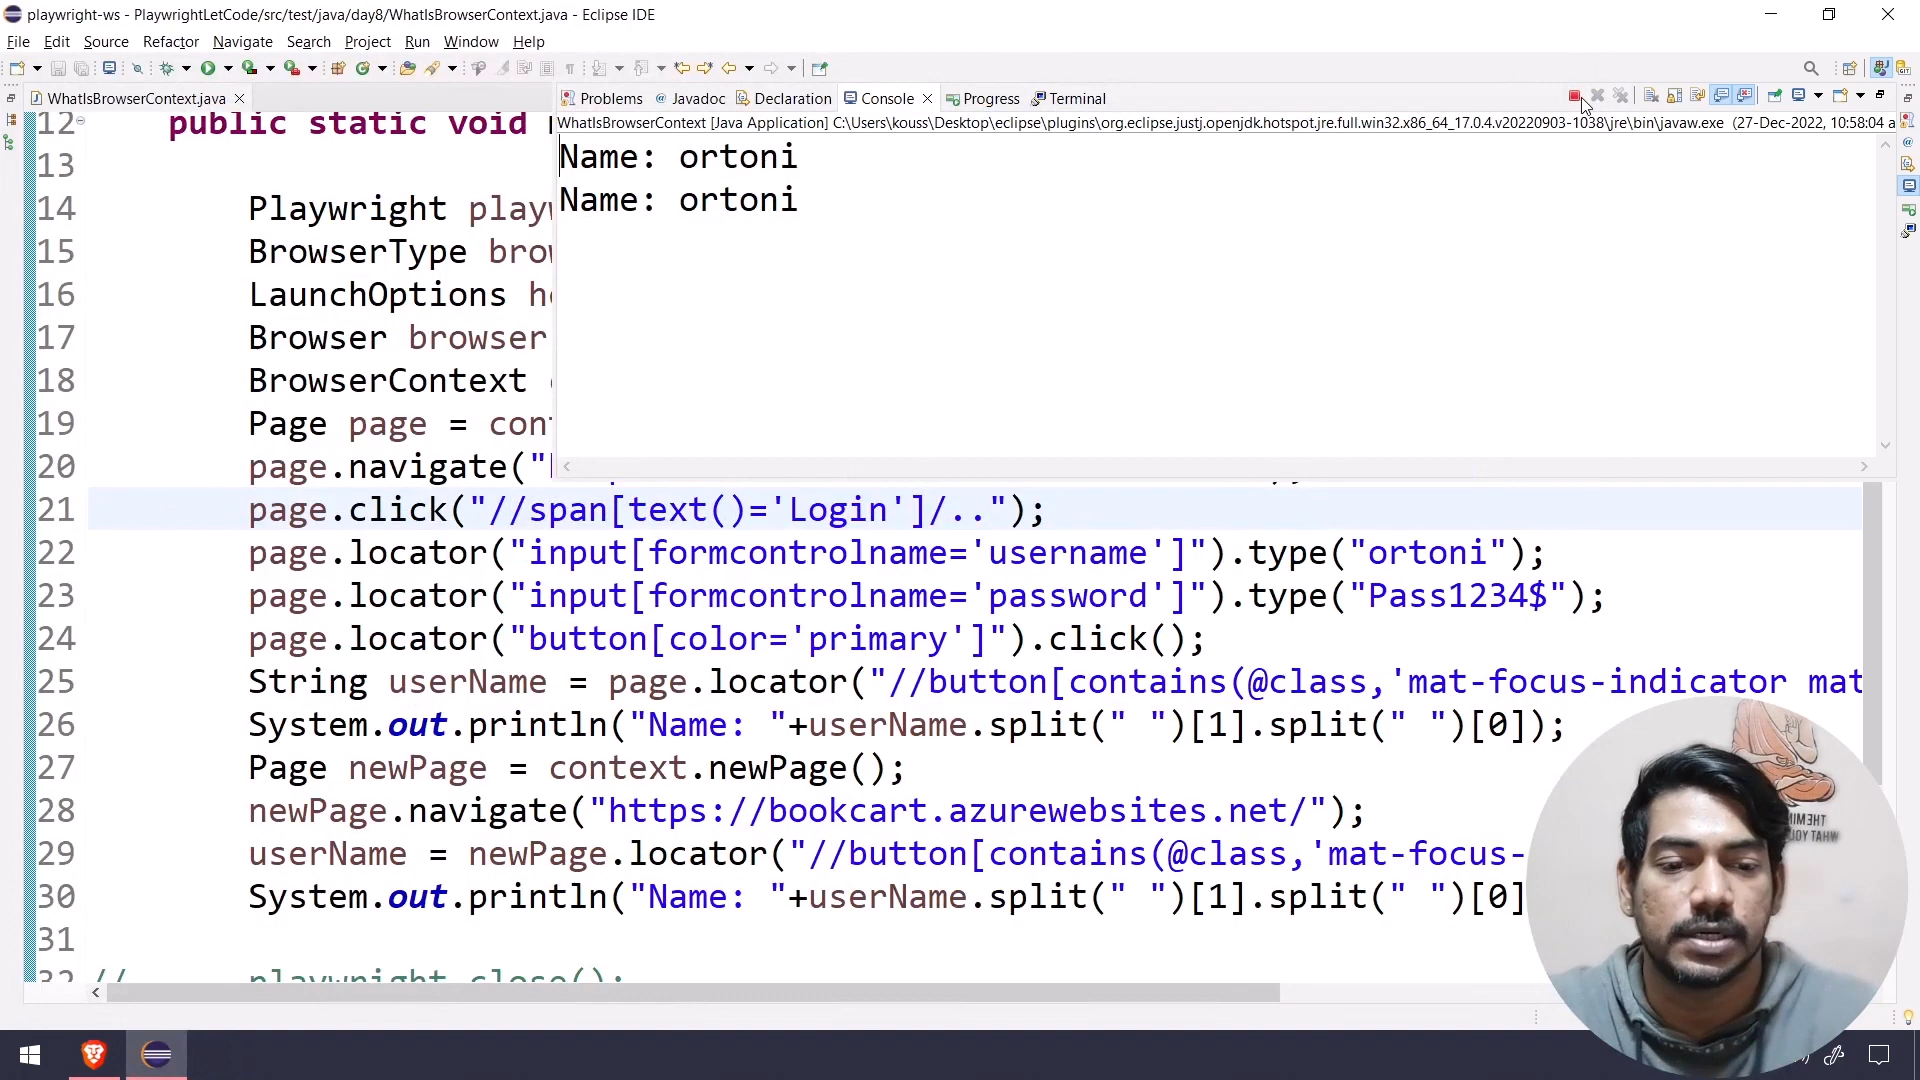 playwright-ws - PlaywrightLetCode/src/test/java/day8/WhatIsBrowserContext.java - Eclipse IDE
File Edit Source Refactor Navigate Search Project Run Window Help
WhatIsBrowserContext.java
Problems Javadoc Declaration Console Progress Terminal
WhatIsBrowserContext [Java Application] C:\Users\kouss\Desktop\eclipse\plugins\org.eclipse.justj.openjdk.hotspot.jre.full.win32.x86_64_17.0.4.v20220903-1038\jre\bin\javaw.exe (27-Dec-2022, 10:58:04 a
Name: ortoni
Name: ortoni
12 public static void
13
14 Playwright play
15 BrowserType brow
16 LaunchOptions he
17 Browser browser
18 BrowserContext
19 Page page = cont
20 page.navigate("
21 page.click("//span[text()='Login']/..");
22 page.locator("input[formcontrolname='username']").type("ortoni");
23 page.locator("input[formcontrolname='password']").type("Pass1234$");
24 page.locator("button[color='primary']").click();
25 String userName = page.locator("//button[contains(@class,'mat-focus-indicator mat
26 System.out.println("Name: "+userName.split(" ")[1].split(" ")[0]);
27 Page newPage = context.newPage();
28 newPage.navigate("https://bookcart.azurewebsites.net/");
29 userName = newPage.locator("//button[contains(@class,'mat-focus-
30 System.out.println("Name: "+userName.split(" ")[1].split(" ")[0]
31
32 // playwright.close();